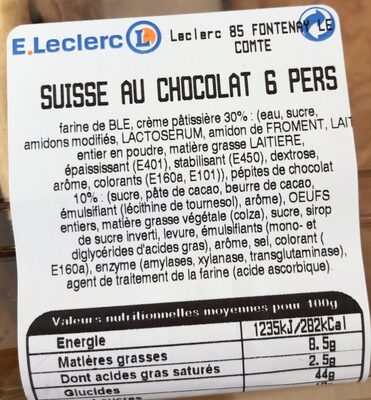 E.Leclerc L Leclerc 85 FONTENAY LE
COMTE
SUISSE AU CHOCOLAT 6 PERS
farine de BLE, crème pâtissière 30% : (eau, sucre,
amidons modifiés, LACTOSERUM, amidon de FROMENT, LAIT
entier en poudre, matière grasse LAITIERE,
épaississant (E401), stabilisant (E450), dextrose,
arôme, colorants (E160a, E101)), pépites de chocolat
10% : (sucre, pâte de cacao, beurre de cacao,
émulsifiant (lécithine de tournesol), arôme), OEUFS
entiers, matière grasse végétale (colza), sucre, sirop
de sucre inverti, levure, émulsifiants (mono- et
diglycérides d'acides gras), arôme, sel, colorant (
E160a), enzyme (amylases, xylanase, transglutaminase),
agent de traitement de la farine (acide ascorbique).
Valeurs nutritionnelles moyennes pour 100g
Energie 1235kJ/282kCal
Matières grasses 8.5g
Dont acides gras saturés 2.5g
Glucides 44g